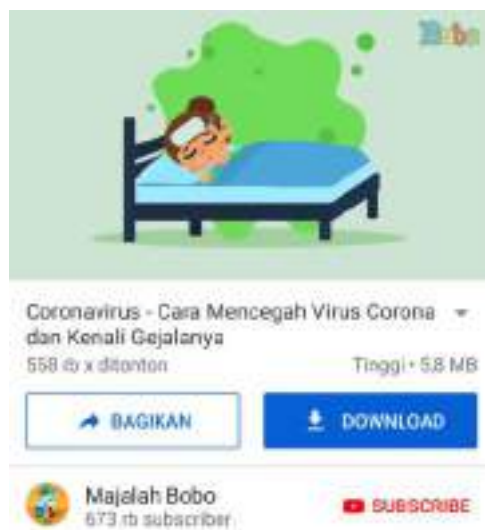 Bobo
Coronavirus - Cara Mencegah Virus Corona
dan Kenali Gejalanya
558 rb x ditonton
Tinggi • 5,8 MB
BAGIKAN
DOWNLOAD
Majalah Bobo
673 rb subscriber
SUBSCRIBE